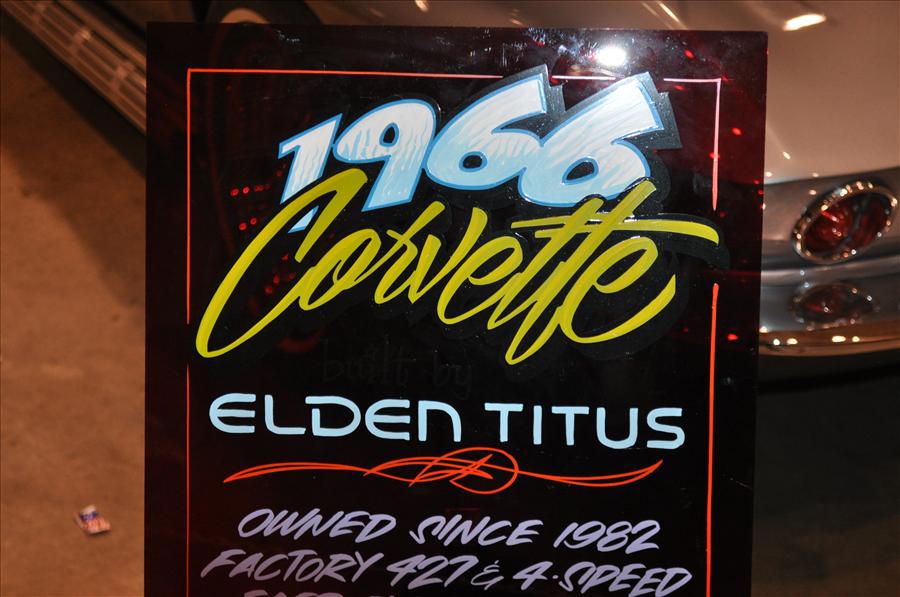 1966
Corvette
built by
ELDEN TITUS
OWNED SINCE 1982
FACTORY 427 & 4-SPEED